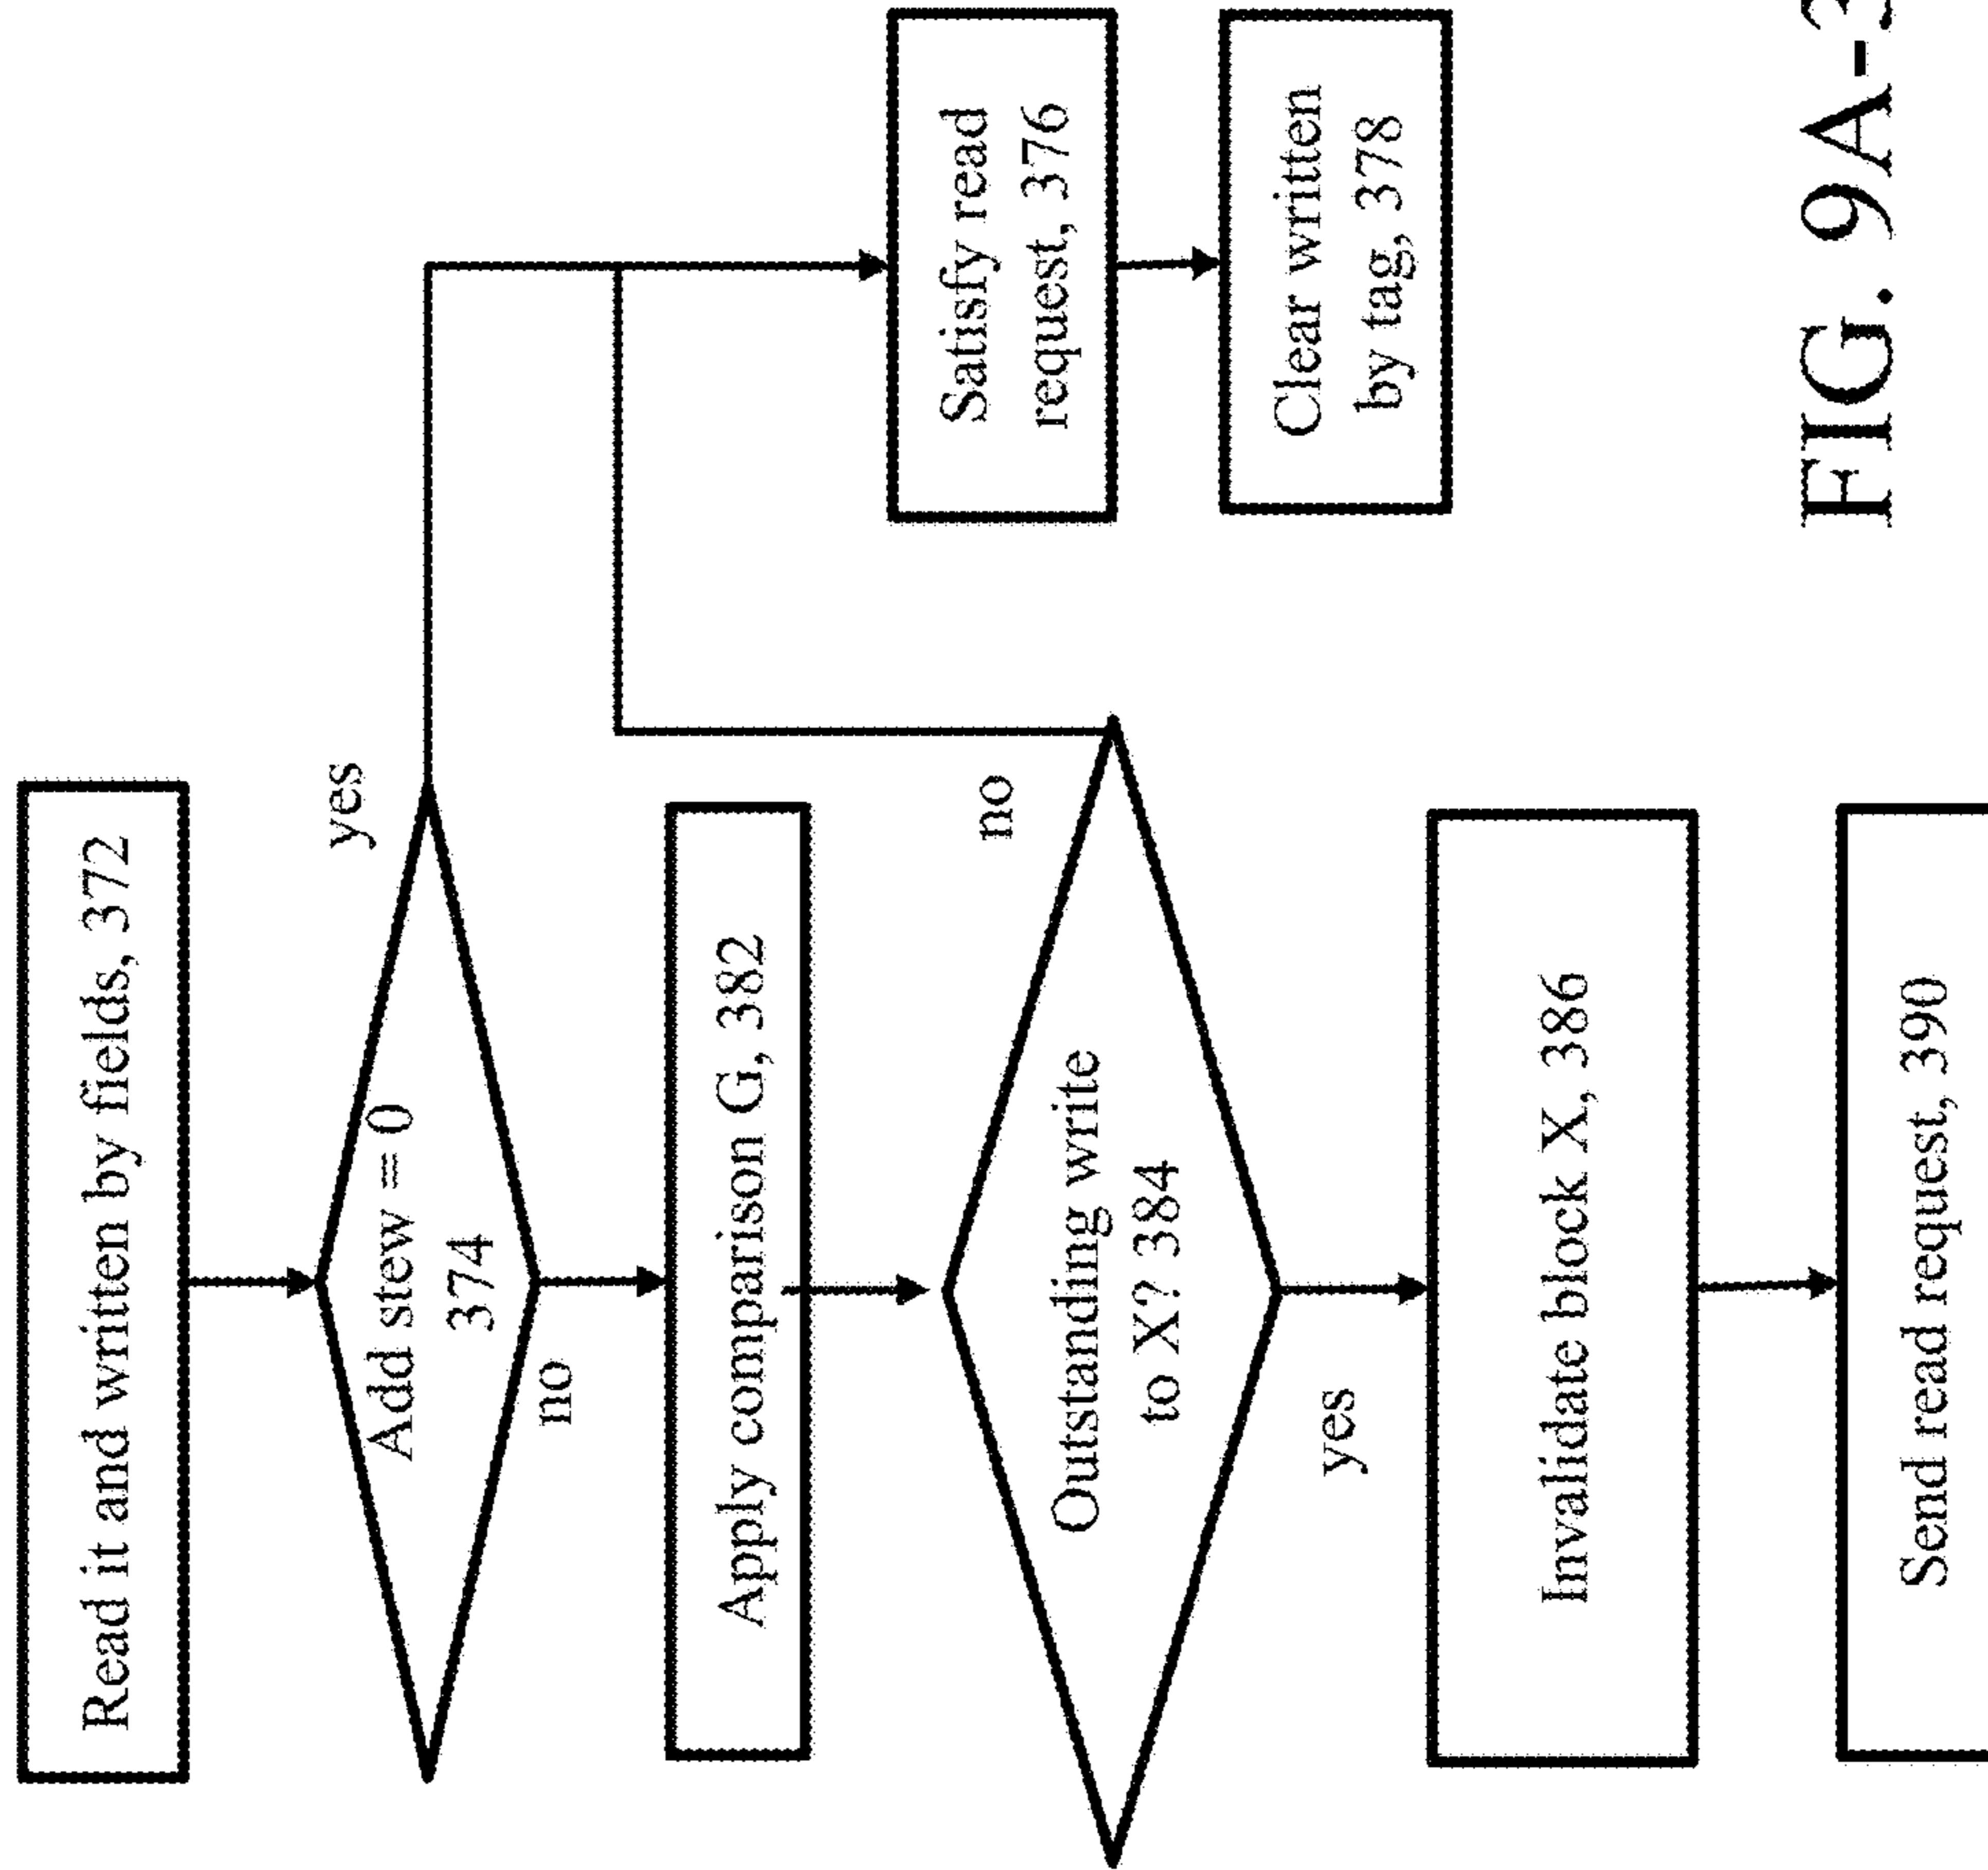 Read it and written by fields, 372
Add stew = 0
374
yes
no
Apply comparison G, 382
Outstanding write
to X? 384
no
yes
Satisfy read
request, 376
Clear written
by tag, 378
Invalidate block X, 386
Send read request, 390
FIG. 9A-3